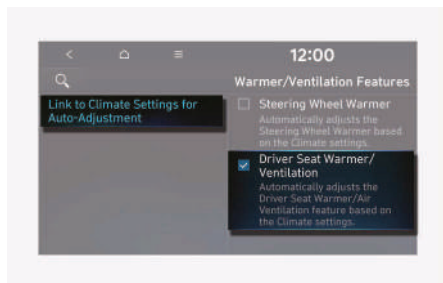 12:00
Warmer/Ventilation Features
Link to Climate Settings for
Auto-Adjustment
Steering Wheel Warmer
Automatically adjusts the
Steering Wheel Warmer based
on the Climate settings.
Driver Seat Warmer/
Ventilation
Automatically adjusts the
Driver Seat Warmer/Air
Ventilation feature based on
the Climate settings.